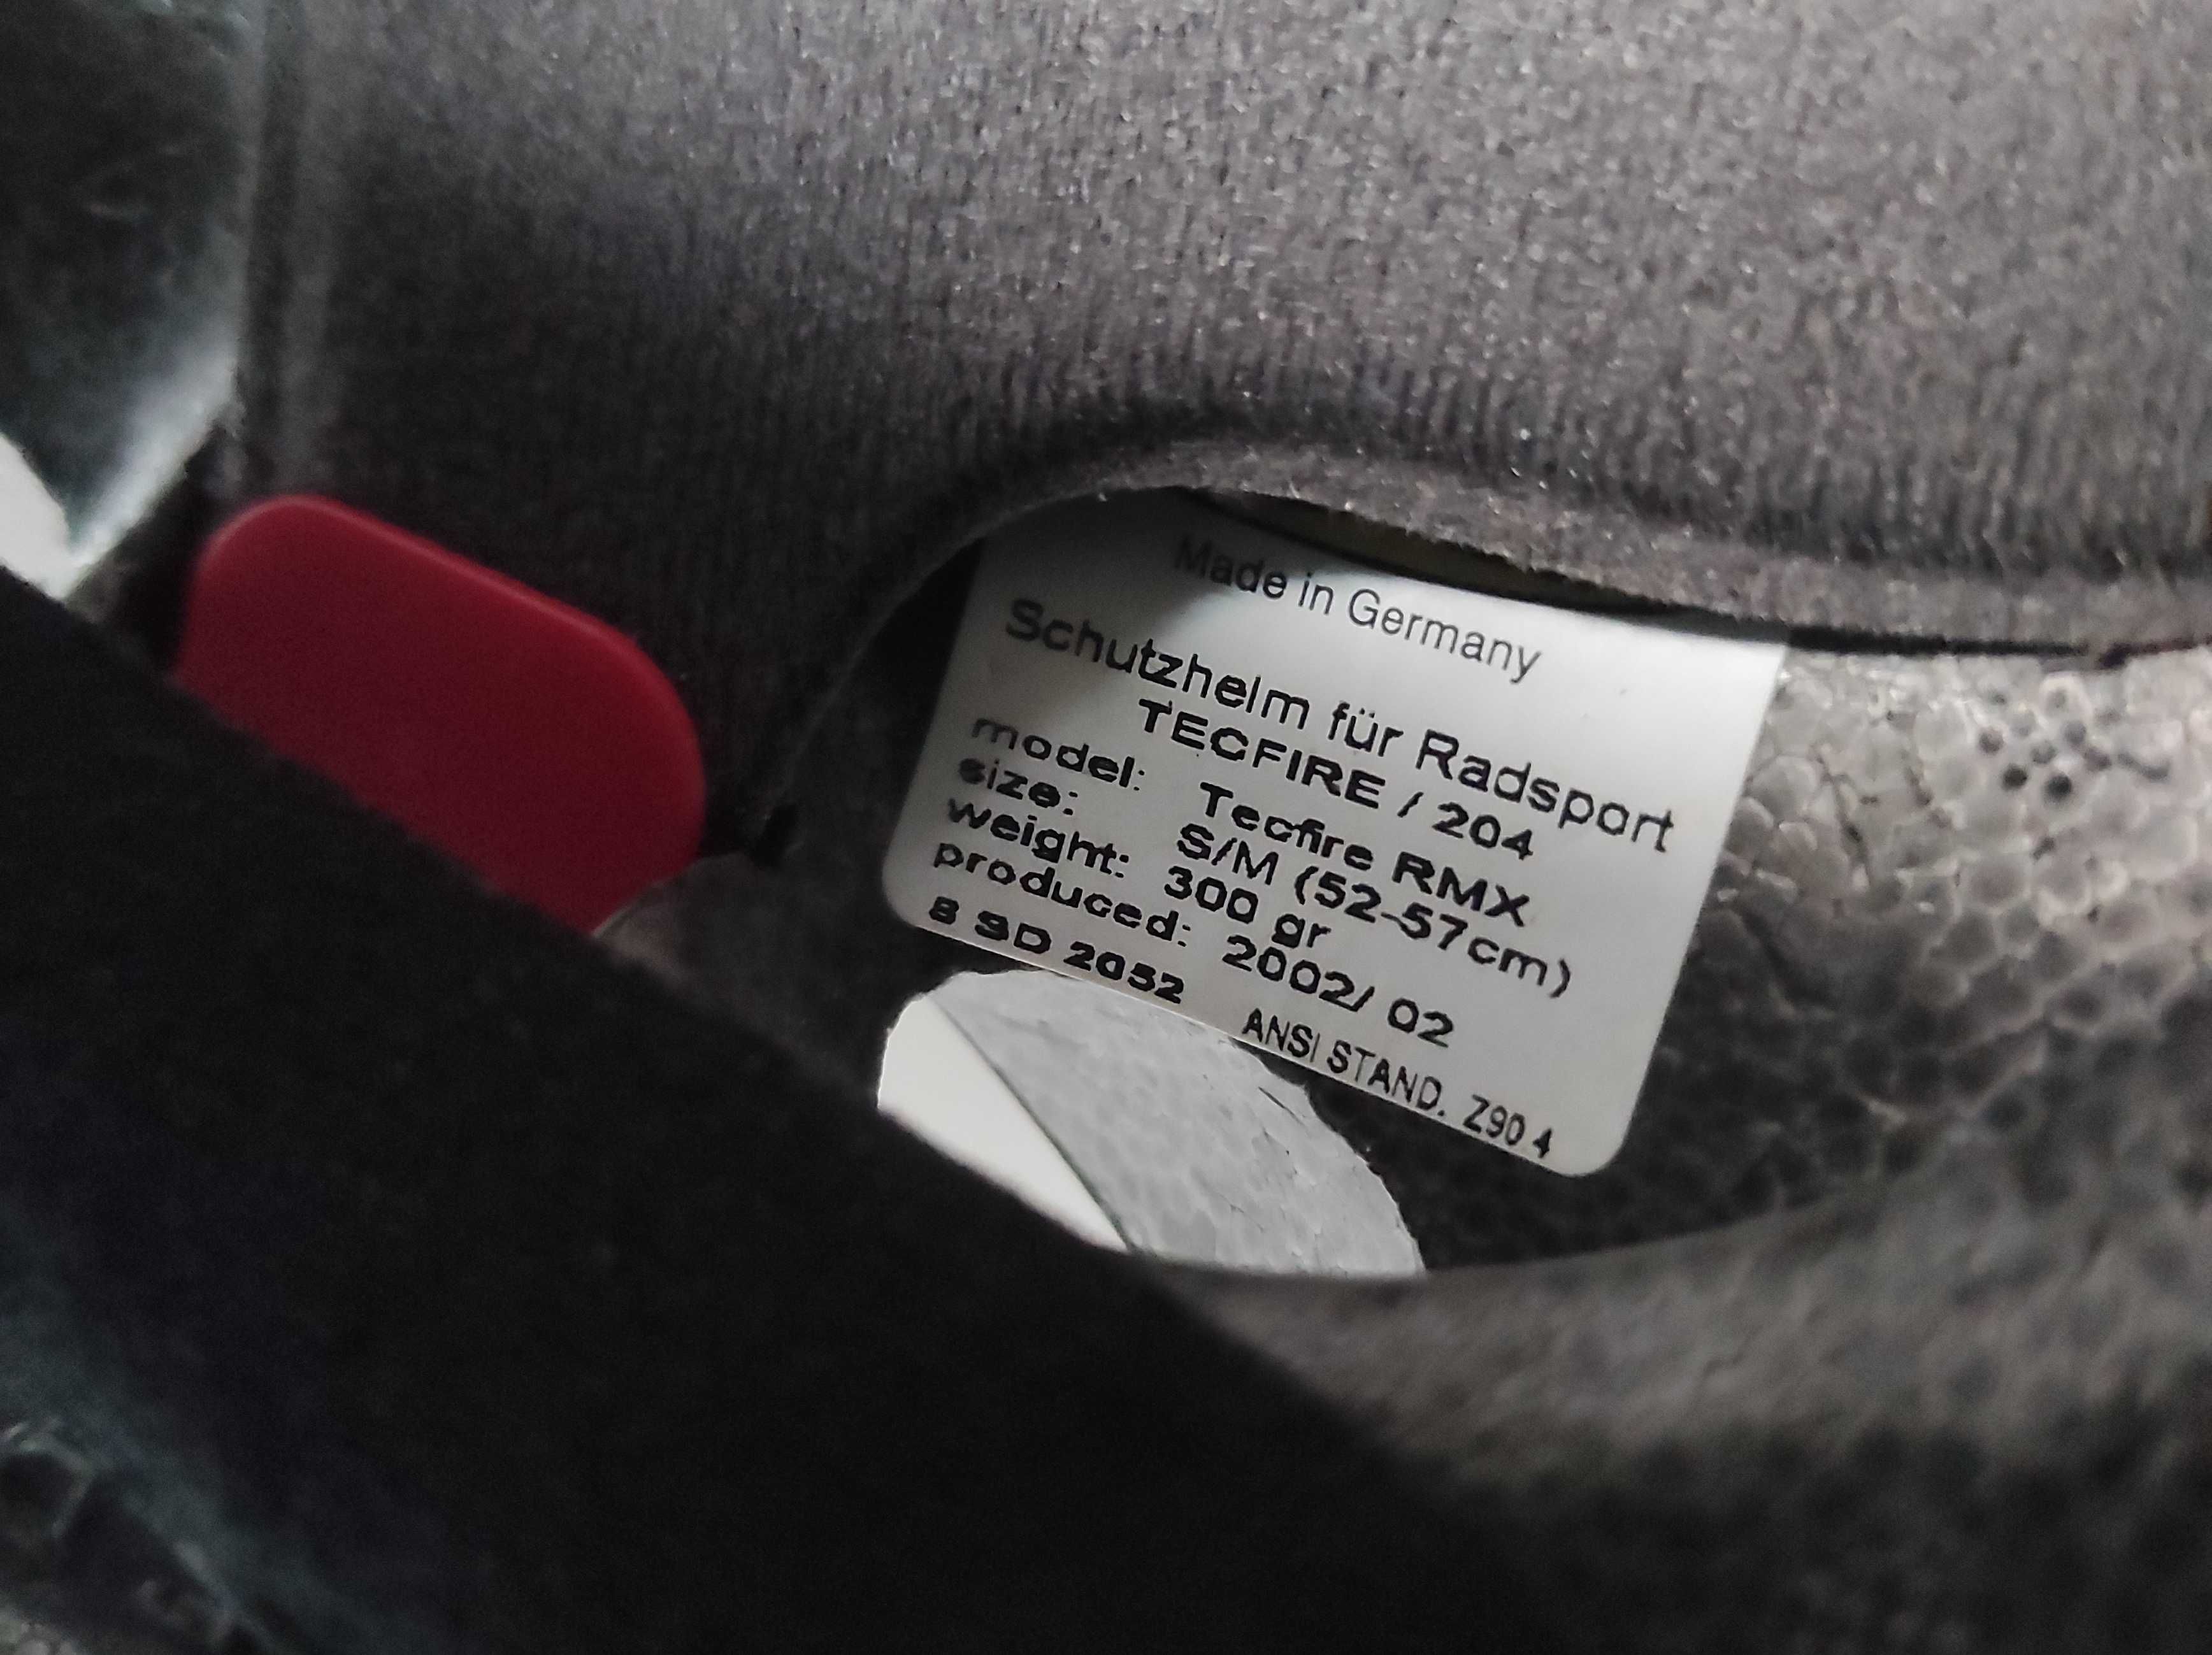 Made in Germany
Schutzhelm für Radsport
TECFIRE / 204
model: Tecfire RMX
size: S/M (52-57cm)
weight: 300 gr
produced: 2002/ 02
8 SD 2052 ANSI STAND. Z90.4